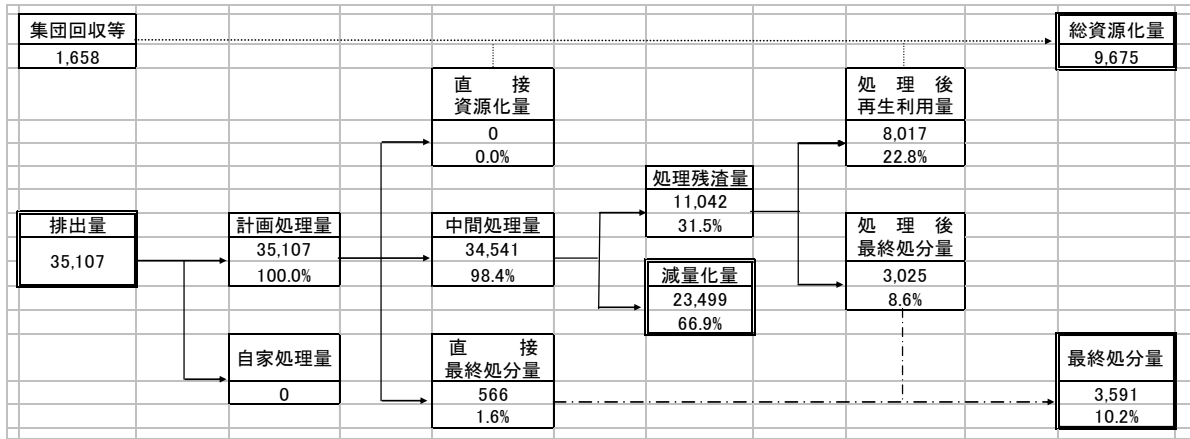 集団回収等
1,658
総資源化量
9,675
直　　接
資源化量
0
0.0%
処　理　後
再生利用量
8,017
22.8%
処理残渣量
11,042
31.5%
排出量
35,107
計画処理量
35,107
100.0%
中間処理量
34,541
98.4%
処　理　後
最終処分量
3,025
8.6%
減量化量
23,499
66.9%
自家処理量
0
直　　接
最終処分量
566
1.6%
最終処分量
3,591
10.2%